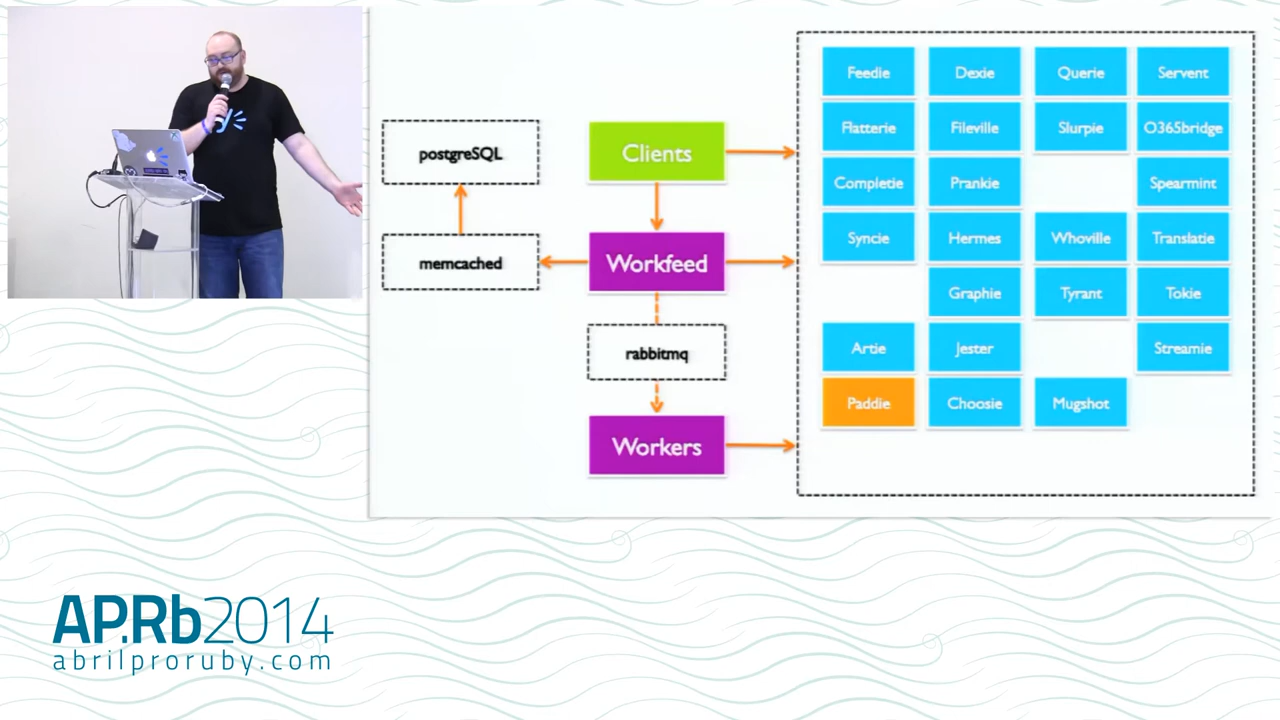 postgreSQL
memcached
Clients
Workfeed
rabbitmq
Workers
Feedie Dexie Querie Servent
Flatterie Fileville Slurpie O365bridge
Completie Prankie Spearmint
Syncie Hermes Whoville Translatie
Graphie Tyrant Tokie
Artie Jester Streamie
Paddie Choosie Mugshot
AP.Rb2014
abrilproruby.com